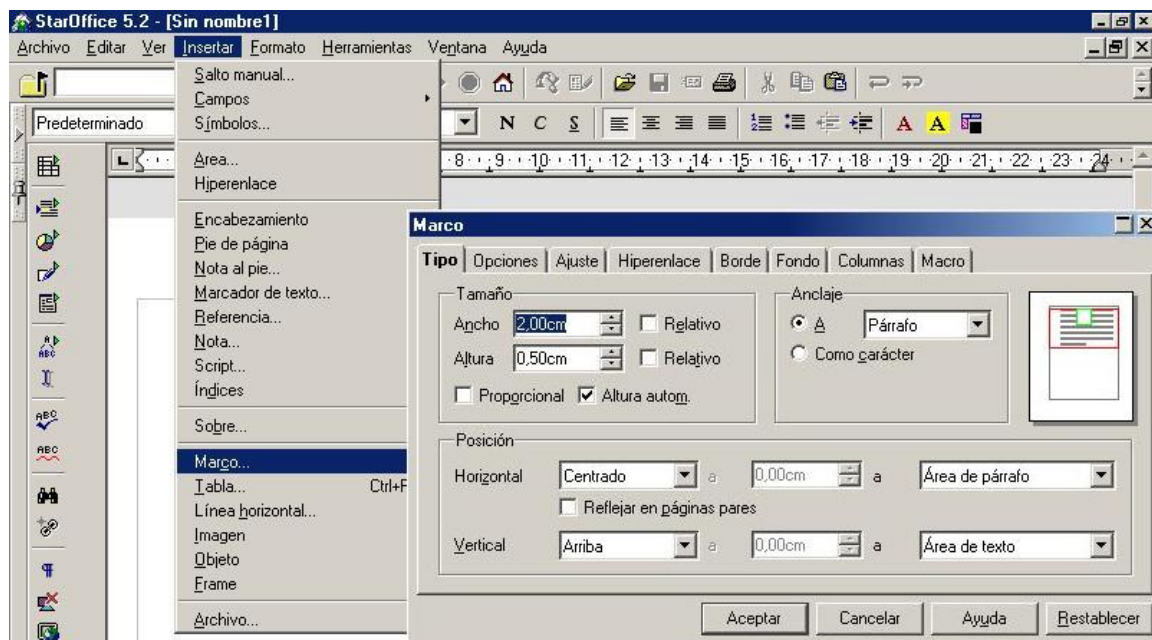 StarOffice 5.2 - [Sin nombre1]
Archivo Editar Ver Insertar Formato Herramientas Ventana Ayuda
Predeterminado
N C S
A A
8 9 10 11 12 13 14 15 16 17 18 19 20 21 22 23 24
Salto manual...
Campos
Símbolos...
Area...
Hiperenlace
Encabezamiento
Pie de página
Nota al pie...
Marcador de texto...
Referencia...
Nota...
Script...
Índices
Sobre...
Marco...
Tabla...
Línea horizontal...
Imagen
Objeto
Frame
Archivo...
Marco
Tipo Opciones Ajuste Hiperenlace Borde Fondo Columnas Macro
Tamaño
Ancho 2,00cm Relativo
Altura 0,50cm Relativo
Proporcional Altura autom.
Anclaje
A Párrafo
Como carácter
Posición
Horizontal Centrado a 0,00cm a Área de párrafo
Reflejar en páginas pares
Vertical Arriba a 0,00cm a Área de texto
Aceptar Cancelar Ayuda Restablecer